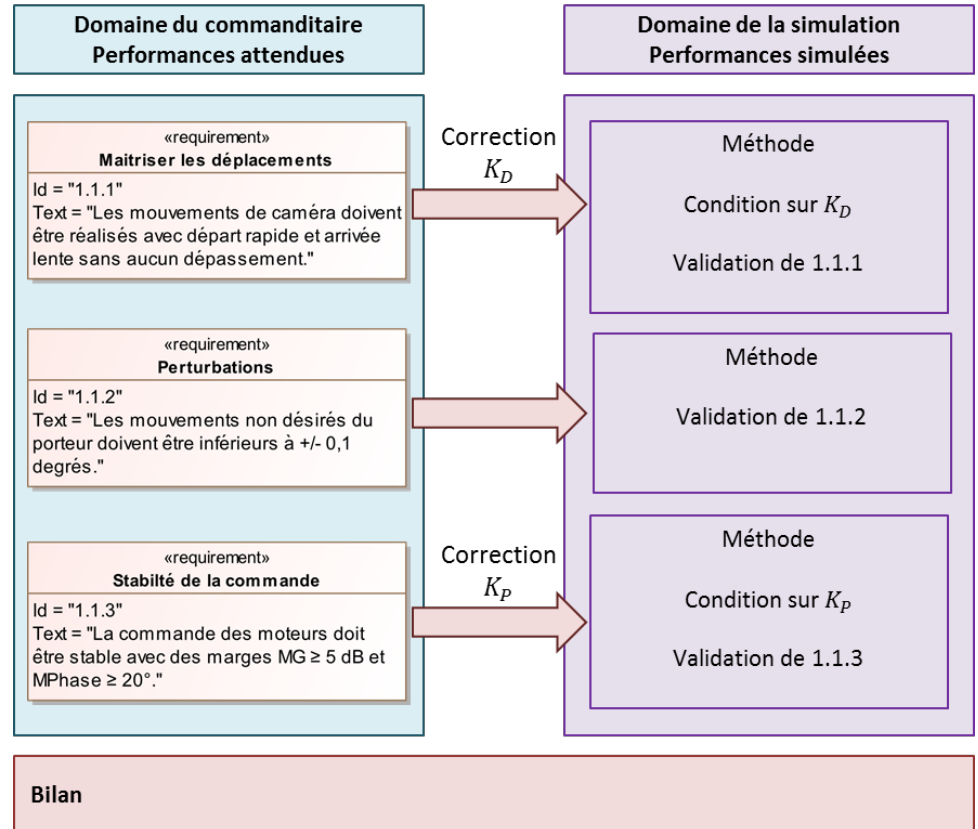 Domaine du commanditaire
Performances attendues
Domaine de la simulation
Performances simulées
«requirement»
Maitriser les déplacements
Id = "1.1.1"
Text = "Les mouvements de caméra doivent
être réalisés avec départ rapide et arrivée
lente sans aucun dépassement."
Correction
K_D
Méthode
Condition sur K_D
Validation de 1.1.1
«requirement»
Perturbations
Id = "1.1.2"
Text = "Les mouvements non désirés du
porteur doivent être inférieurs à +/- 0,1
degrés."
Méthode
Validation de 1.1.2
«requirement»
Stabilté de la commande
Id = "1.1.3"
Text = "La commande des moteurs doit
être stable avec des marges MG ≥ 5 dB et
MPhase ≥ 20°."
Correction
K_P
Méthode
Condition sur K_P
Validation de 1.1.3
Bilan